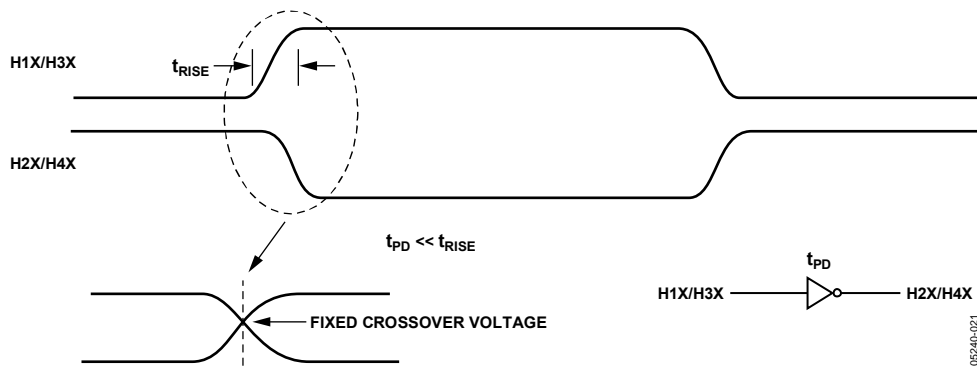 H1X/H3X
tRISE
H2X/H4X
tPD << tRISE
tPD
H1X/H3X
H2X/H4X
FIXED CROSSOVER VOLTAGE
05240-021